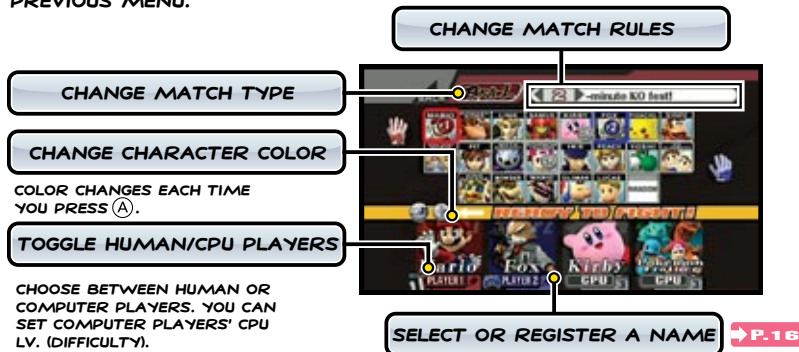 PREVIOUS MENU.
CHANGE MATCH RULES
CHANGE MATCH TYPE
2 -minute KO fest!
CHANGE CHARACTER COLOR
COLOR CHANGES EACH TIME
YOU PRESS Ⓐ.
READY TO FIGHT!
TOGGLE HUMAN/CPU PLAYERS
Mario Fox Kirby Pokémon Trainer
PLAYER 1 PLAYER 2 CPU CPU
CHOOSE BETWEEN HUMAN OR
COMPUTER PLAYERS. YOU CAN
SET COMPUTER PLAYERS' CPU
LV. (DIFFICULTY).
SELECT OR REGISTER A NAME P.16